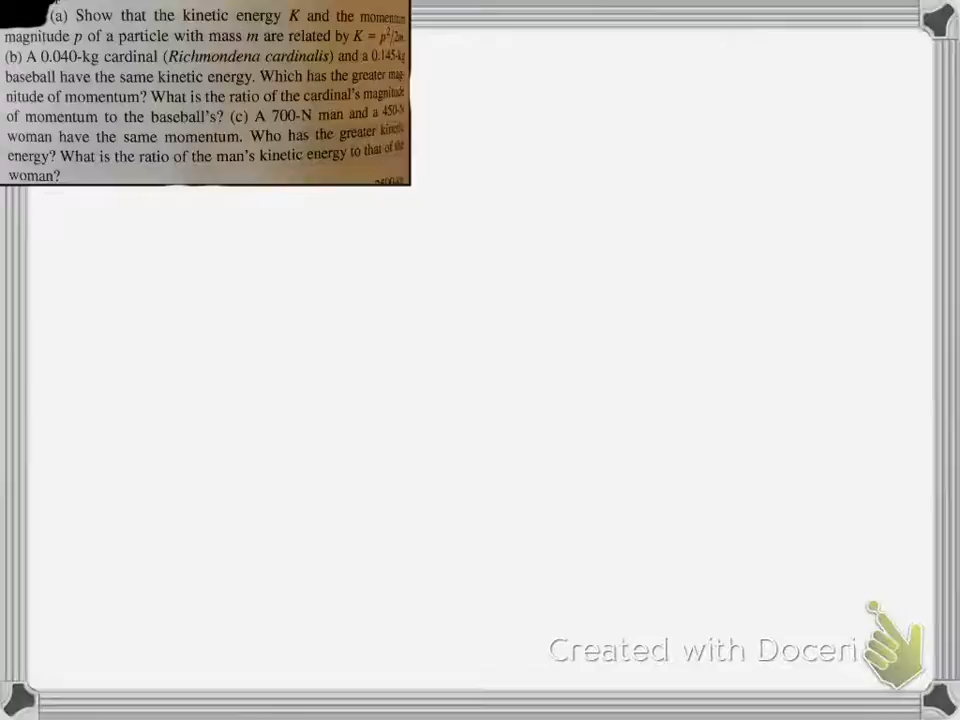 (a) Show that the kinetic energy K and the momentum
magnitude p of a particle with mass m are related by K = p²/2m.
(b) A 0.040-kg cardinal (Richmondena cardinalis) and a 0.145-kg
baseball have the same kinetic energy. Which has the greater mag-
nitude of momentum? What is the ratio of the cardinal's magnitude
of momentum to the baseball's? (c) A 700-N man and a 450-N
woman have the same momentum. Who has the greater kinetic
energy? What is the ratio of the man's kinetic energy to that of the
woman?
Created with Doceri